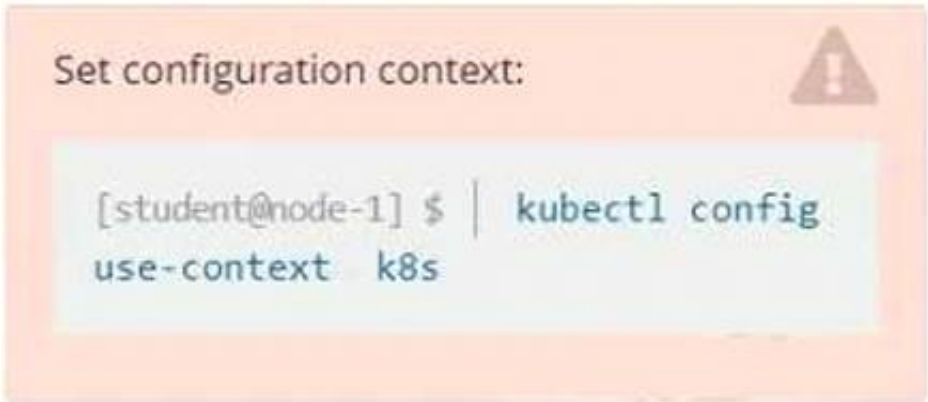 Set configuration context:
[student@node-1] $ | kubectl config
use-context k8s